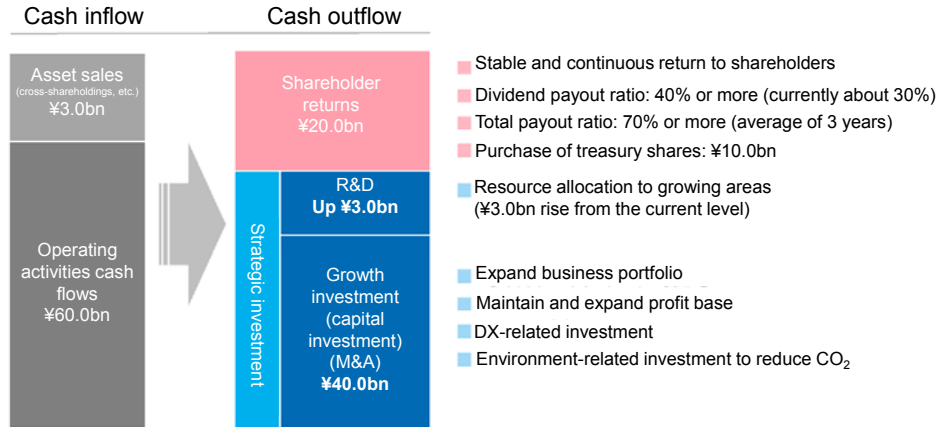 Cash inflow
Cash outflow
Asset sales
(cross-shareholdings, etc.)
¥3.0bn
Operating
activities cash
flows
¥60.0bn
Shareholder
returns
¥20.0bn
Strategic investment
R&D
Up ¥3.0bn
Growth
investment
(capital
investment)
(M&A)
¥40.0bn
Stable and continuous return to shareholders
Dividend payout ratio: 40% or more (currently about 30%)
Total payout ratio: 70% or more (average of 3 years)
Purchase of treasury shares: ¥10.0bn
Resource allocation to growing areas
(¥3.0bn rise from the current level)
Expand business portfolio
Maintain and expand profit base
DX-related investment
Environment-related investment to reduce CO₂